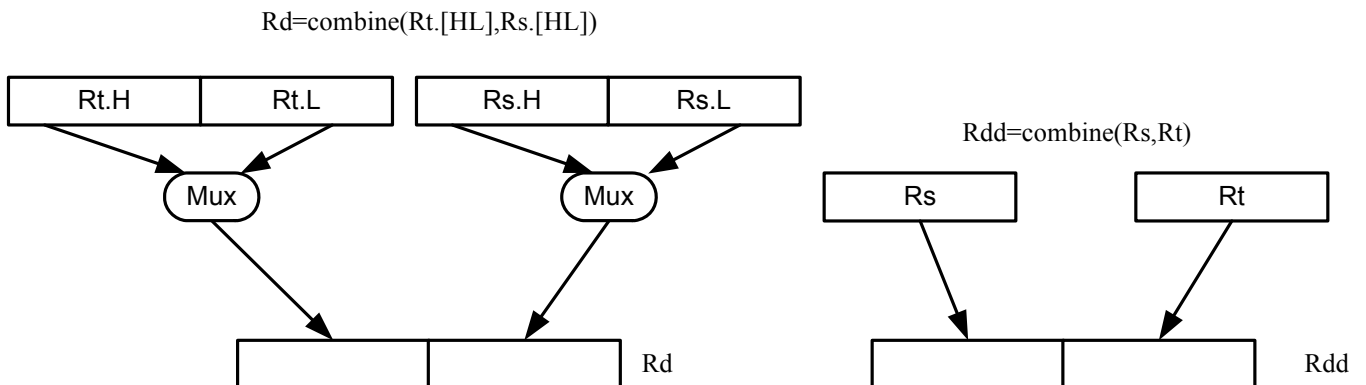 Rd=combine(Rt.[HL],Rs.[HL])
Rt.H Rt.L Rs.H Rs.L
Mux Mux
Rd
Rdd=combine(Rs,Rt)
Rs Rt
Rdd